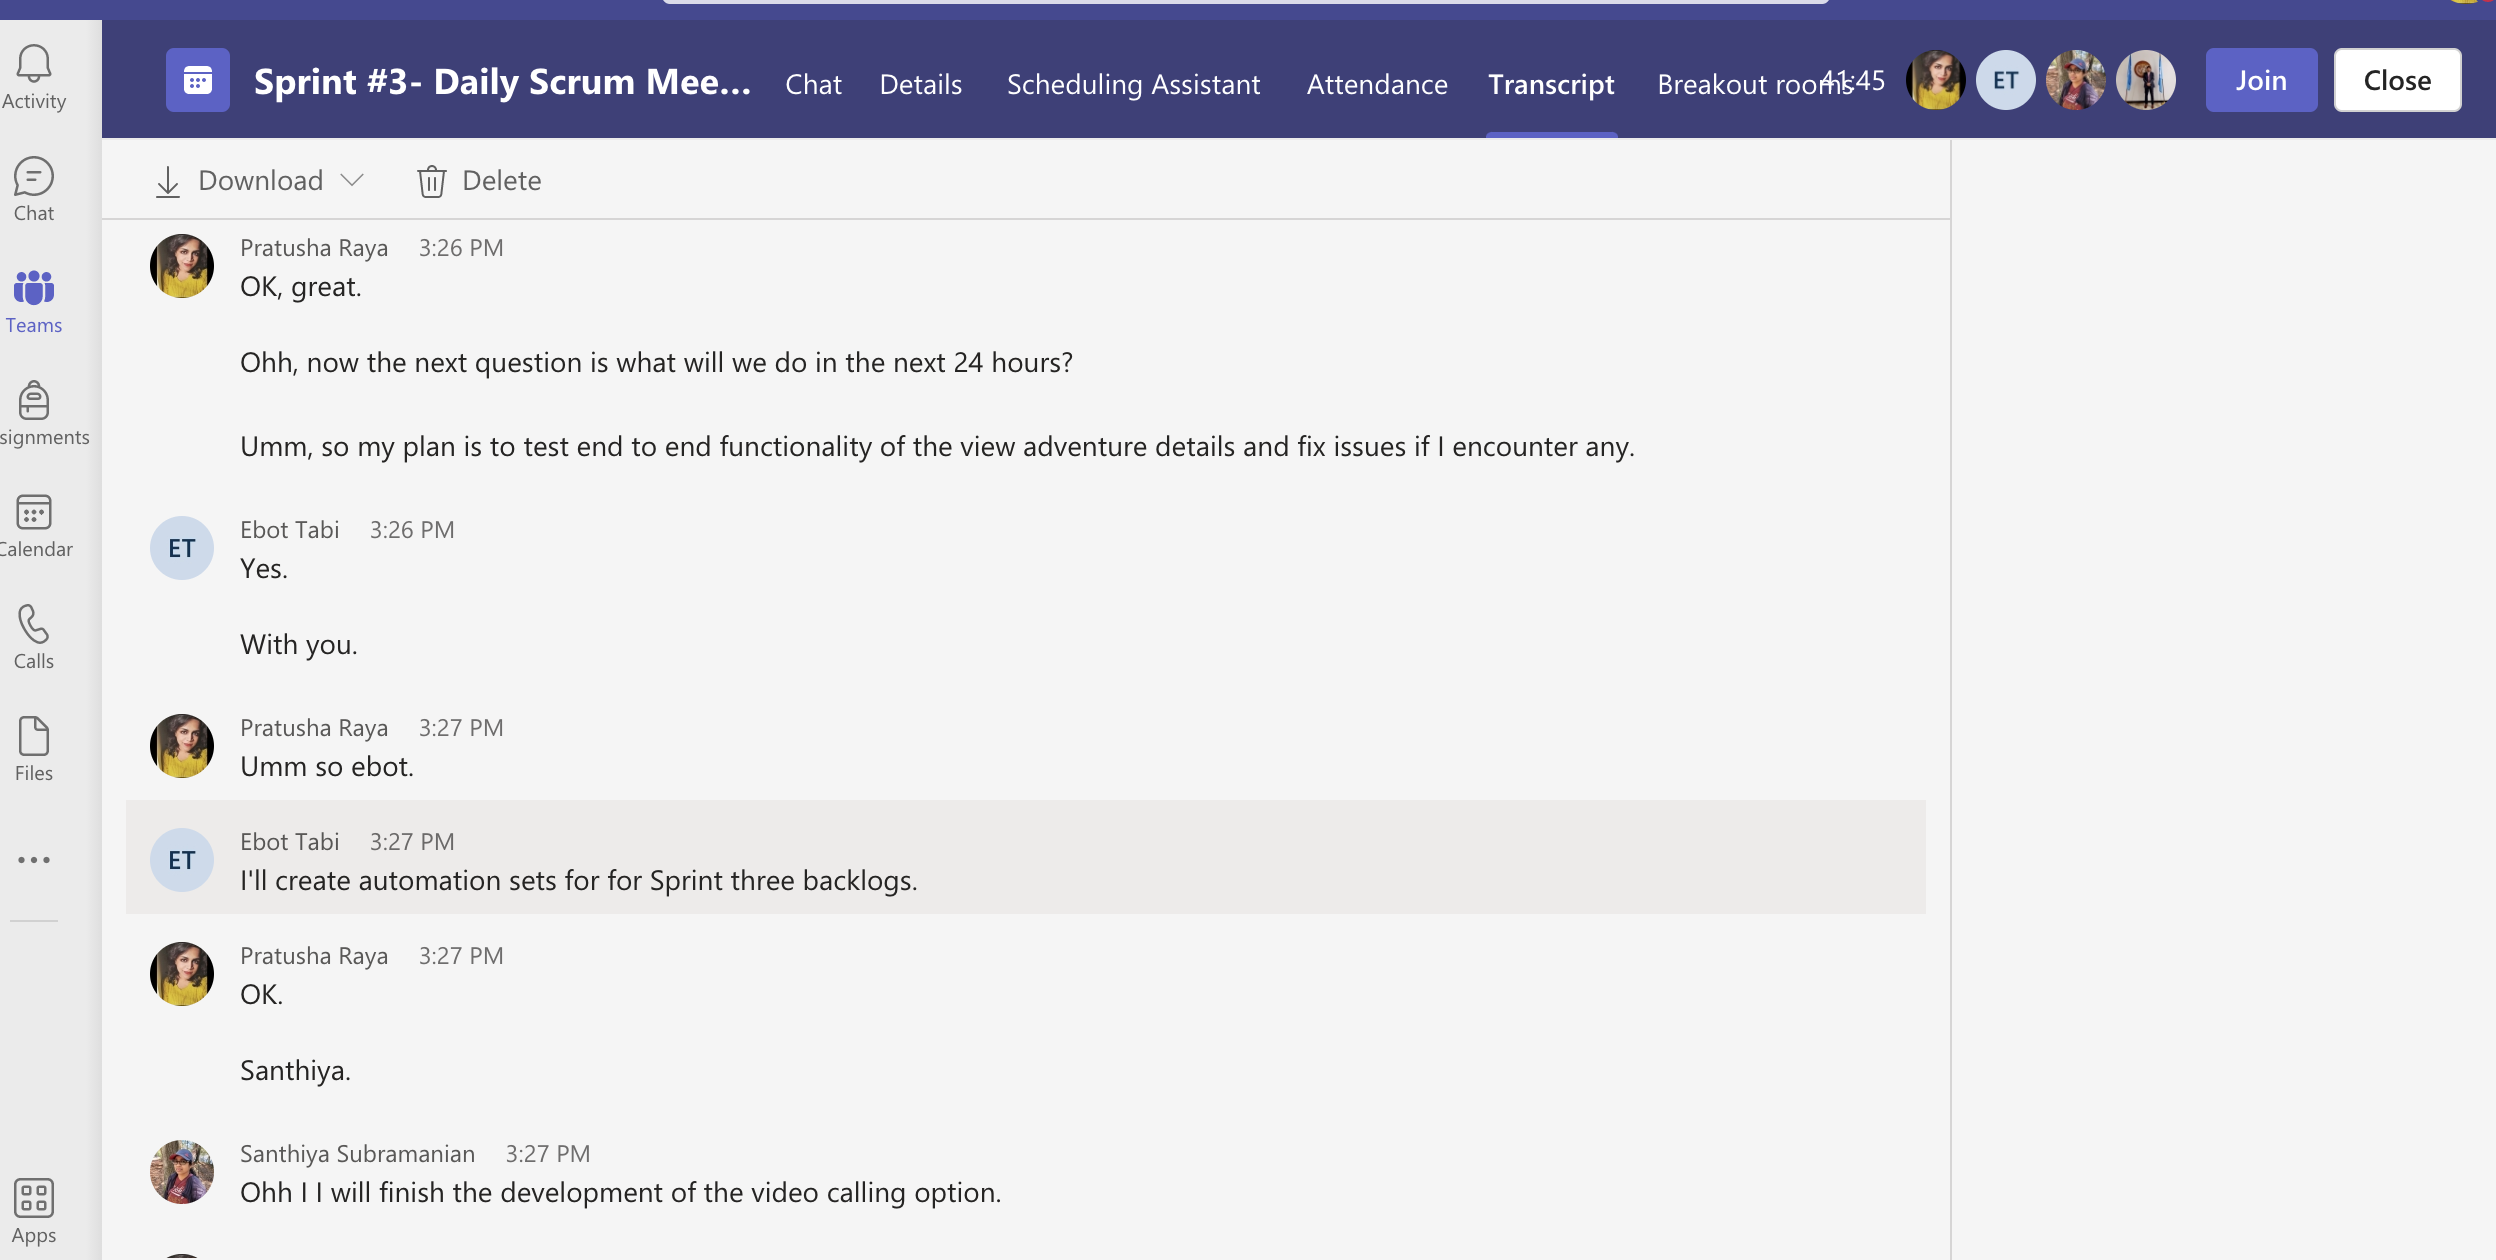 Sprint #3- Daily Scrum Mee...
Chat
Details
Scheduling Assistant
Attendance
Transcript
Breakout rooms
41:45
ET
Join
Close
Activity
Chat
Teams
signments
Calendar
Calls
Files
Apps
Download
Delete
Pratusha Raya 3:26 PM
OK, great.
Ohh, now the next question is what will we do in the next 24 hours?
Umm, so my plan is to test end to end functionality of the view adventure details and fix issues if I encounter any.
ET
Ebot Tabi 3:26 PM
Yes.
With you.
Pratusha Raya 3:27 PM
Umm so ebot.
ET
Ebot Tabi 3:27 PM
I'll create automation sets for for Sprint three backlogs.
Pratusha Raya 3:27 PM
OK.
Santhiya.
Santhiya Subramanian 3:27 PM
Ohh I I will finish the development of the video calling option.